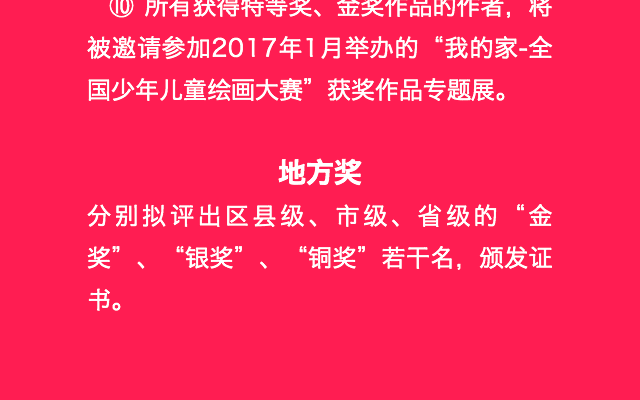 ⑩ 所有获得特等奖、金奖作品的作者，将
被邀请参加2017年1月举办的“我的家-全
国少年儿童绘画大赛”获奖作品专题展。
地方奖
分别拟评出区县级、市级、省级的“金
奖”、“银奖”、“铜奖”若干名，颁发证
书。